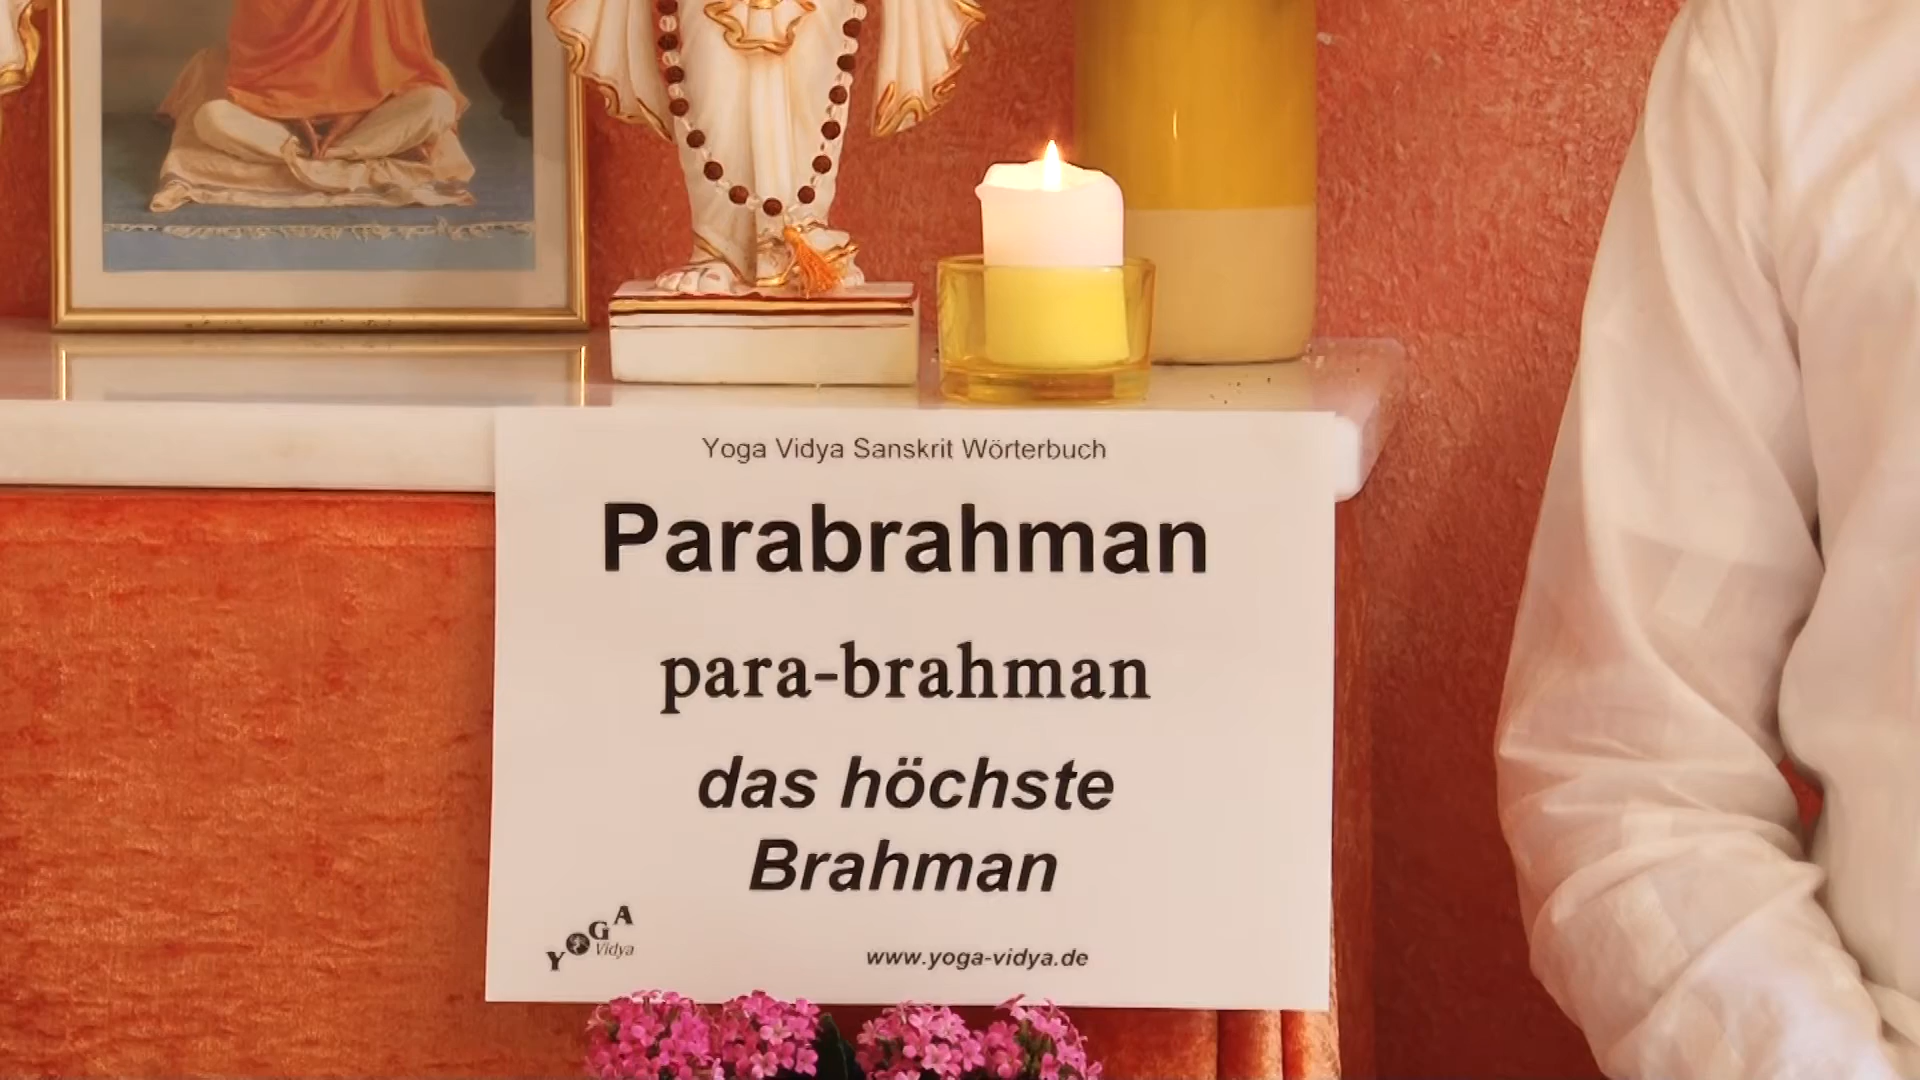 Yoga Vidya Sanskrit Wörterbuch
Parabrahman
para-brahman
das höchste
Brahman
YOGA
Vidya
www.yoga-vidya.de